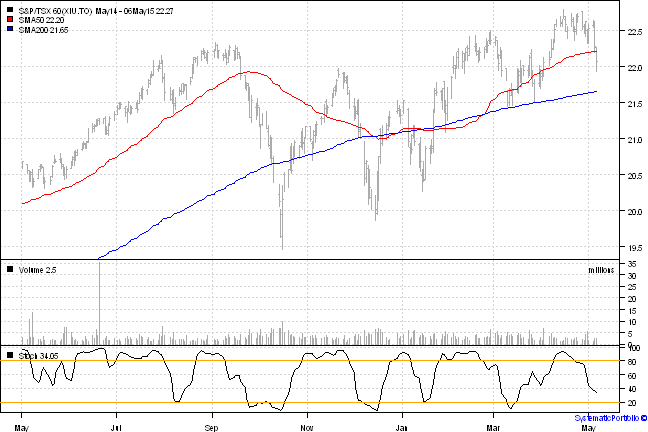 S&P/TSX 60(XIU.TO) May14 - 06May15 22.27
SMA50 22.20
SMA200 21.65
22.5
22.0
21.5
21.0
20.5
20.0
19.5
Volume 2.5
millions
35
30
25
20
15
10
5
0
Stoch 34.05
100
80
60
40
20
May
Jul
Sep
Nov
Jan
Mar
May
SystematicPortfolio ©